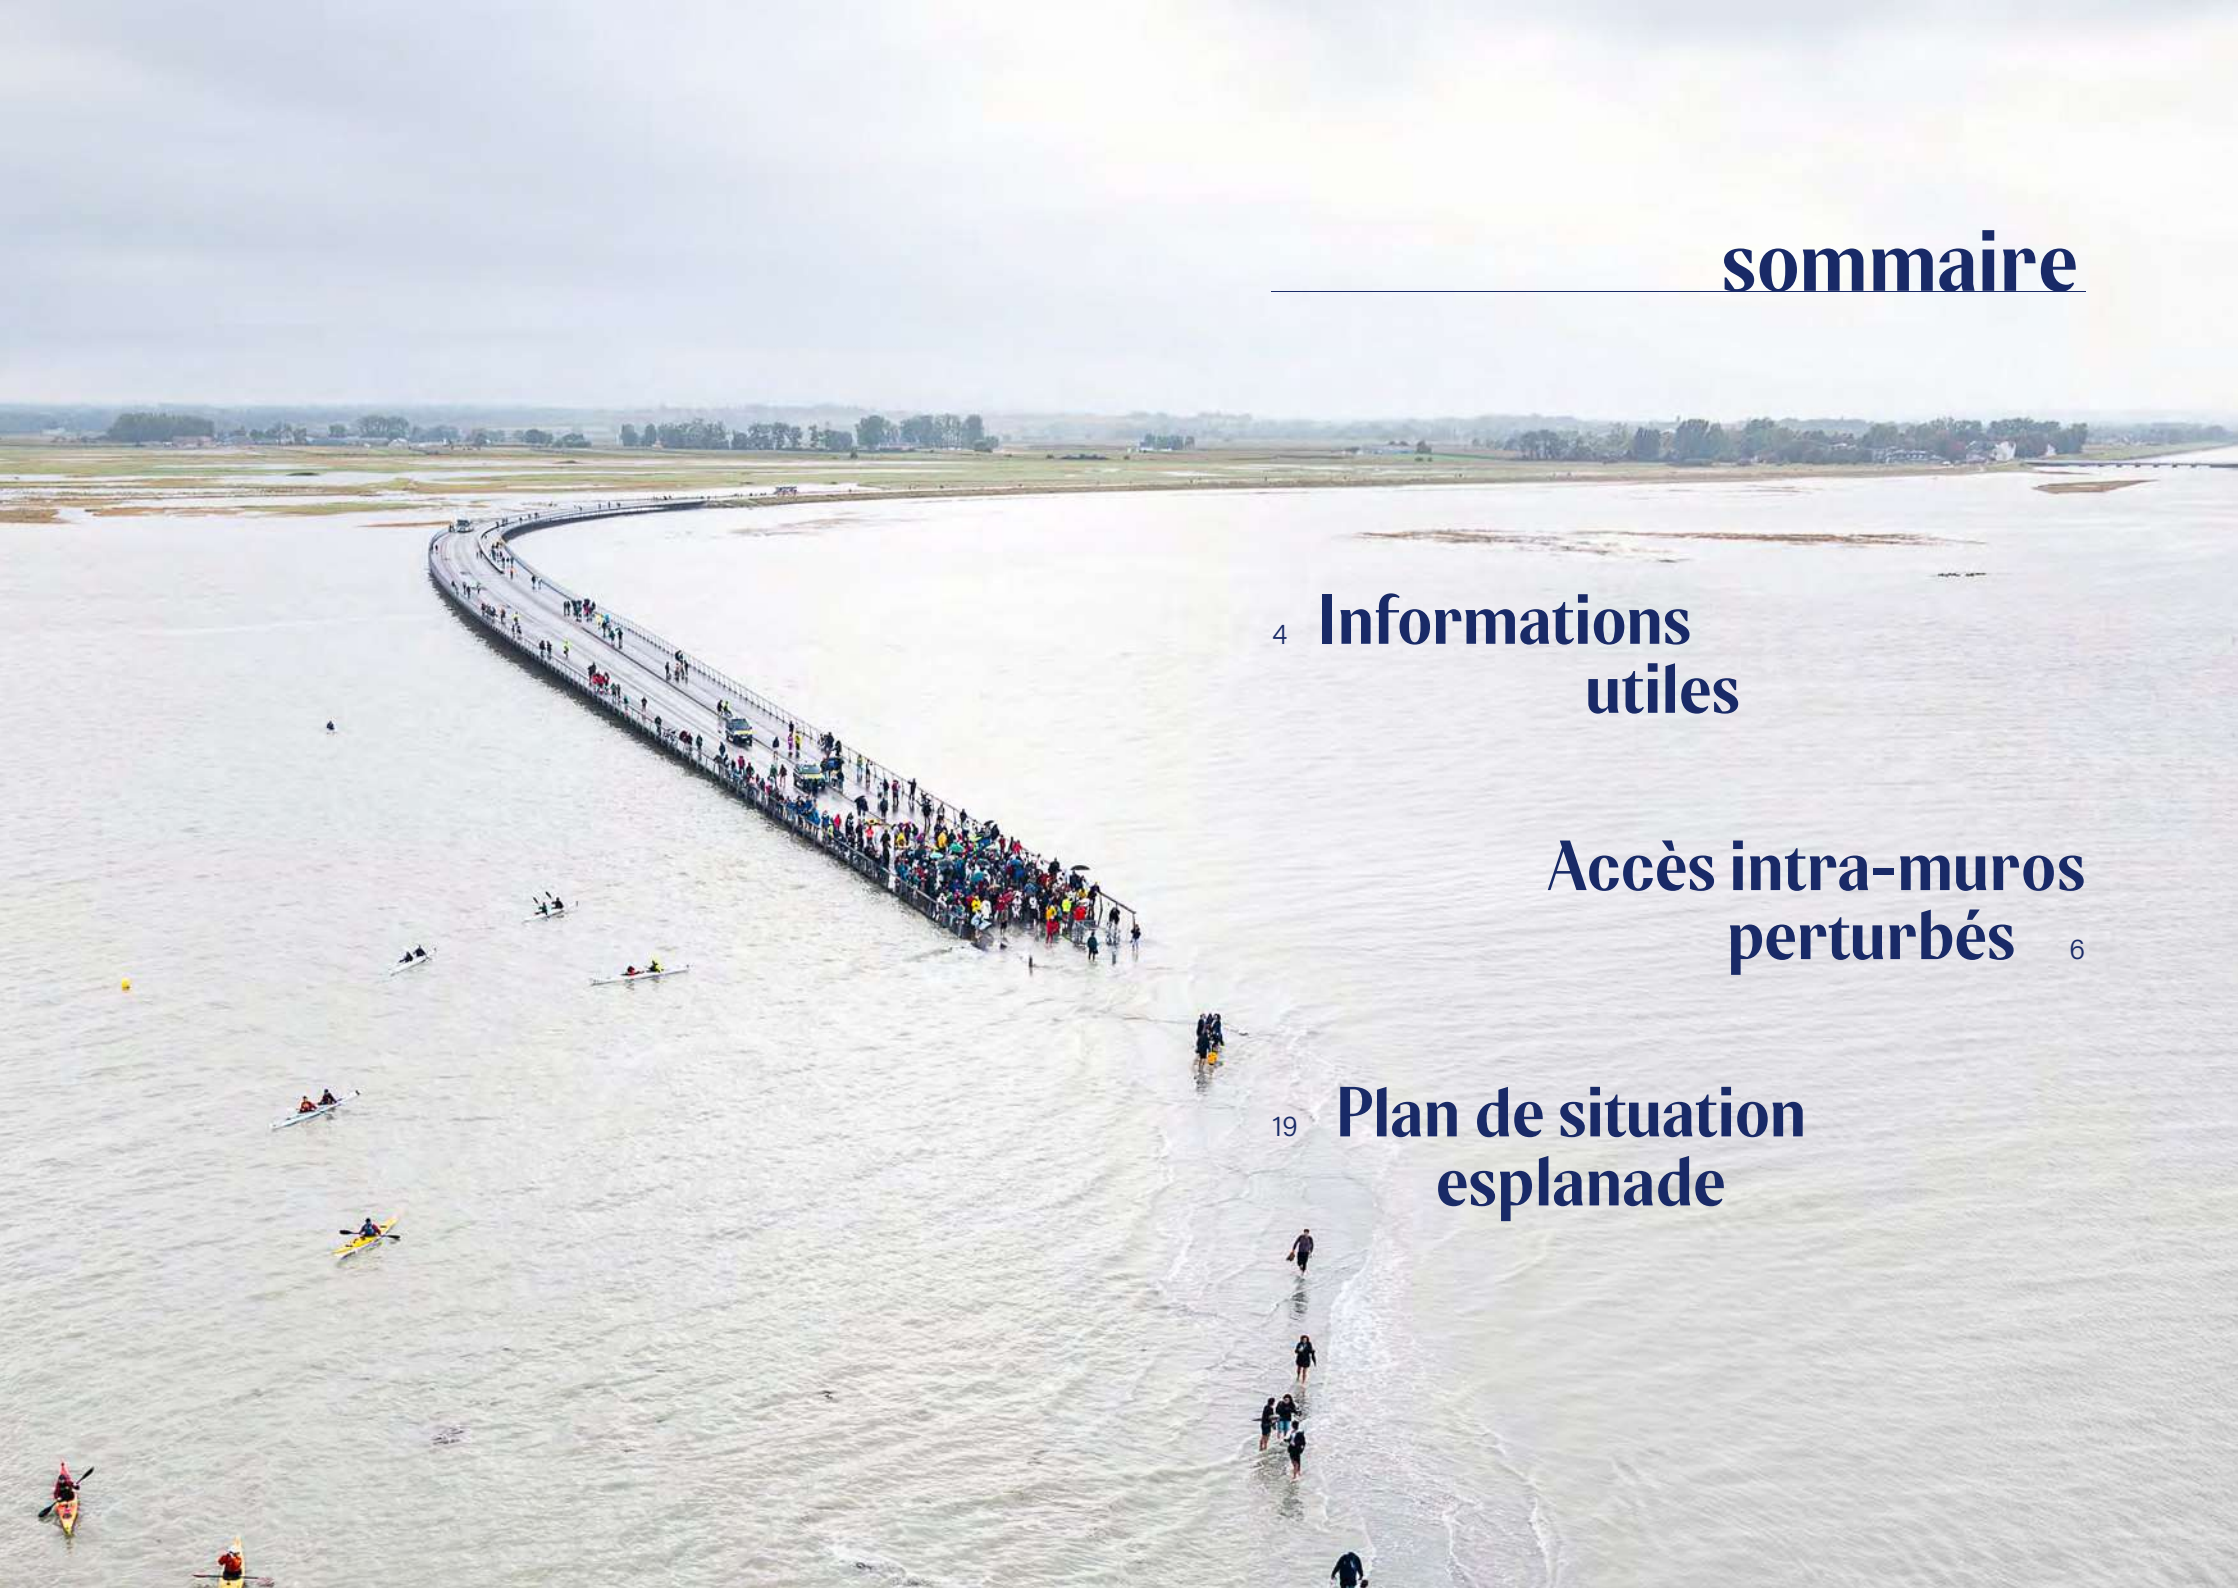 sommaire
4 Informations
utiles
Accès intra-muros
perturbés 6
19 Plan de situation
esplanade